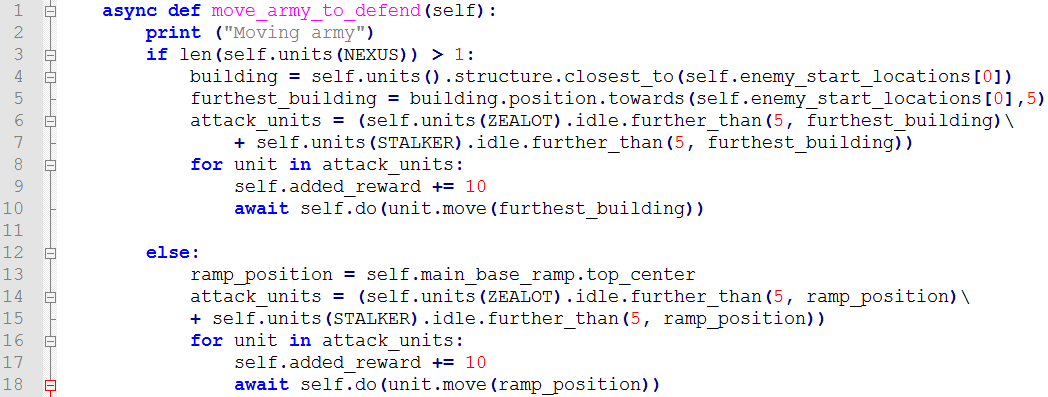 1 async def move_army_to_defend(self):
2 print ("Moving army")
3 if len(self.units(NEXUS)) > 1:
4 building = self.units().structure.closest_to(self.enemy_start_locations[0])
5 furthest_building = building.position.towards(self.enemy_start_locations[0],5)
6 attack_units = (self.units(ZEALOT).idle.further_than(5, furthest_building)\
7 + self.units(STALKER).idle.further_than(5, furthest_building))
8 for unit in attack_units:
9 self.added_reward += 10
10 await self.do(unit.move(furthest_building))
11
12 else:
13 ramp_position = self.main_base_ramp.top_center
14 attack_units = (self.units(ZEALOT).idle.further_than(5, ramp_position)\
15 + self.units(STALKER).idle.further_than(5, ramp_position))
16 for unit in attack_units:
17 self.added_reward += 10
18 await self.do(unit.move(ramp_position))